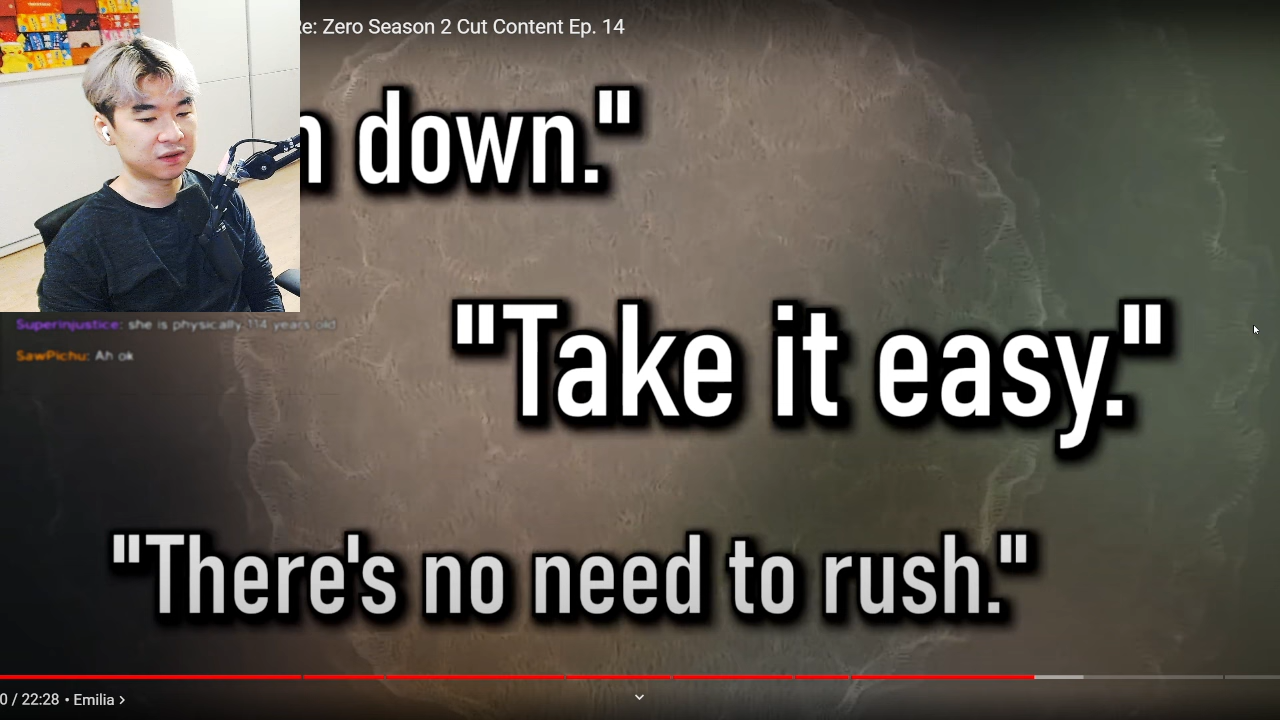 Re: Zero Season 2 Cut Content Ep. 14
down."
Superinjustice: she is physically 114 years old
"Take it easy."
SawPichu: Ah ok
"There's no need to rush."
0 / 22:28 • Emilia